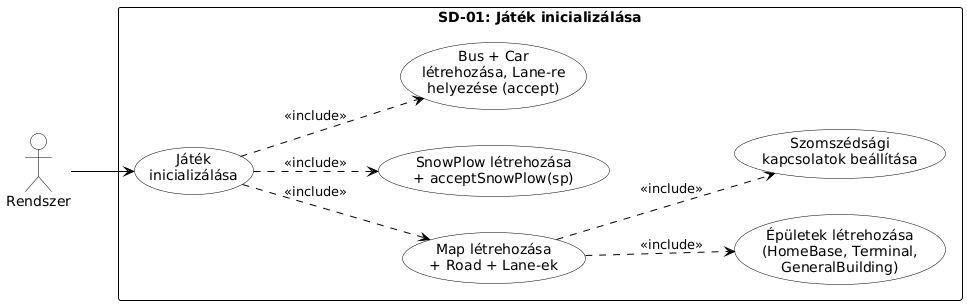 SD-01: Játék inicializálása
Bus + Car
létrehozása, Lane-re
helyezése (accept)
«include»
Szomszédsági
kapcsolatok beállítása
Játék
inicializálása
«include»
SnowPlow létrehozása
+ acceptSnowPlow(sp)
«include»
«include»
Rendszer
Map létrehozása
+ Road + Lane-ek
«include»
Épületek létrehozása
(HomeBase, Terminal,
GeneralBuilding)